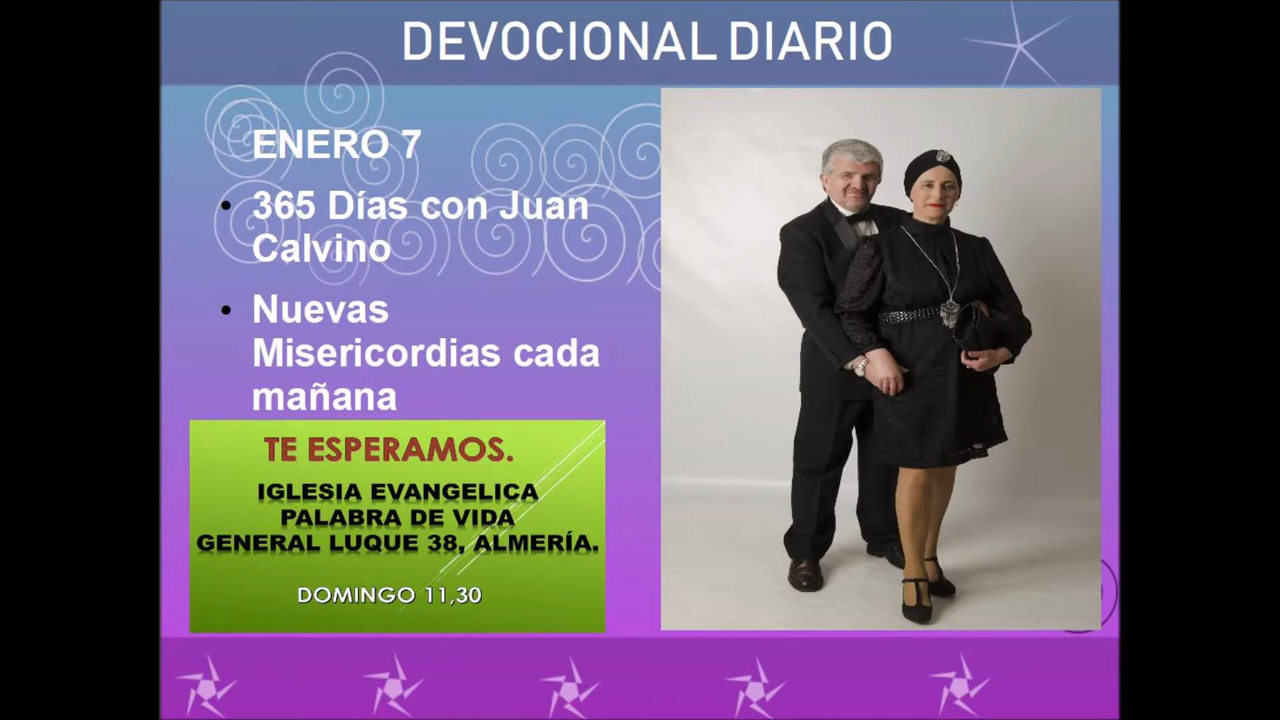 DEVOCIONAL DIARIO
ENERO 7
• 365 Días con Juan
Calvino
• Nuevas
Misericordias cada
mañana
TE ESPERAMOS.
IGLESIA EVANGELICA
PALABRA DE VIDA
GENERAL LUQUE 38, ALMERÍA.
DOMINGO 11,30